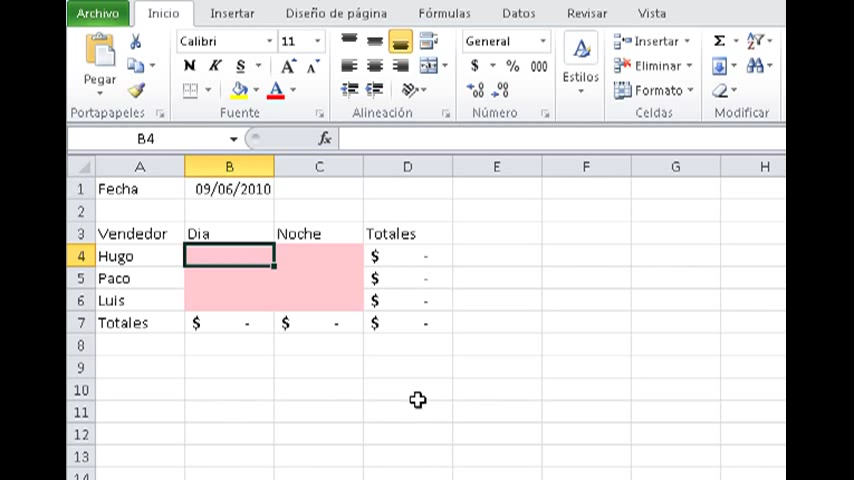 Archivo Inicio Insertar Diseño de página Fórmulas Datos Revisar Vista
Calibri 11 General Insertar Σ
Pegar N K S A A $ % 000 Estilos Eliminar
A Formato
Portapapeles Fuente Alineación Número Celdas Modificar
B4 fx
A B C D E F G H
1 Fecha 09/06/2010
2
3 Vendedor Dia Noche Totales
4 Hugo $ -
5 Paco $ -
6 Luis $ -
7 Totales $ - $ - $ -
8
9
10
11
12
13
14